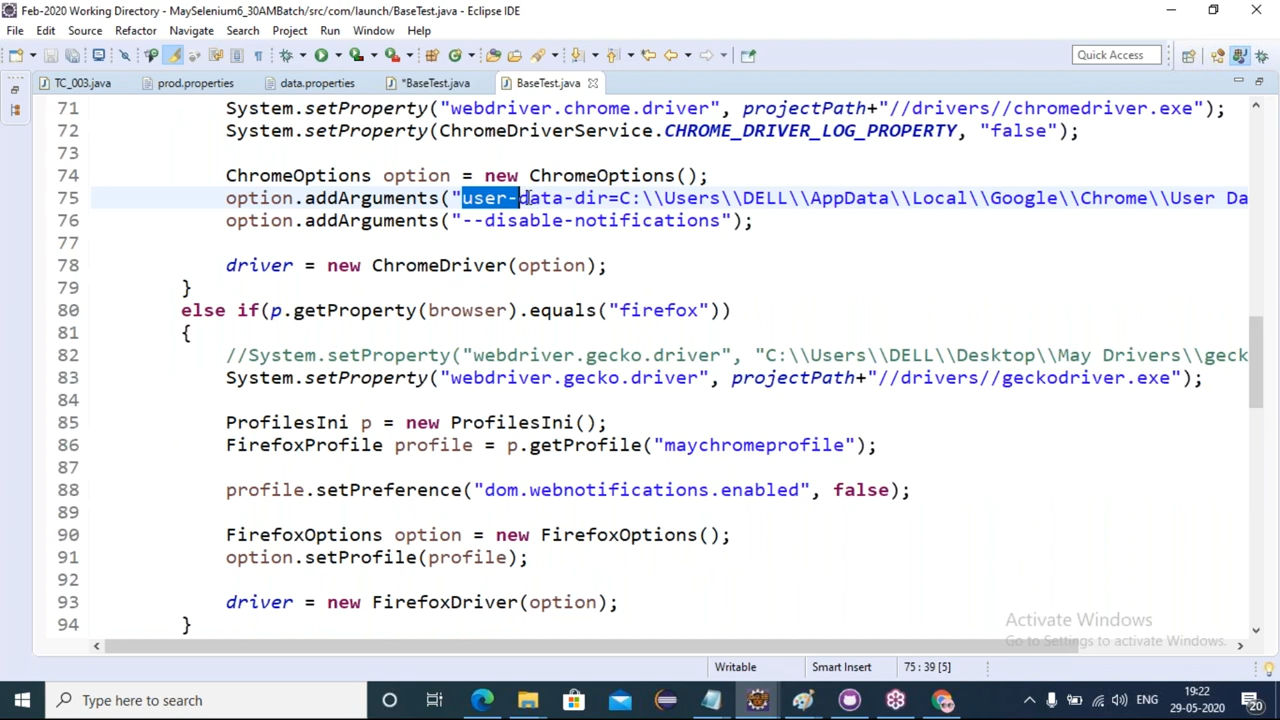 Feb-2020 Working Directory - MaySelenium6_30AMBatch/src/com/launch/BaseTest.java - Eclipse IDE
File Edit Source Refactor Navigate Search Project Run Window Help
Quick Access
TC_003.java prod.properties data.properties *BaseTest.java BaseTest.java
71 System.setProperty("webdriver.chrome.driver", projectPath+"//drivers//chromedriver.exe");
72 System.setProperty(ChromeDriverService.CHROME_DRIVER_LOG_PROPERTY, "false");
73
74 ChromeOptions option = new ChromeOptions();
75 option.addArguments("user-data-dir=C:\\Users\\DELL\\AppData\\Local\\Google\\Chrome\\User Da
76 option.addArguments("--disable-notifications");
77
78 driver = new ChromeDriver(option);
79 }
80 else if(p.getProperty(browser).equals("firefox"))
81 {
82 //System.setProperty("webdriver.gecko.driver", "C:\\Users\\DELL\\Desktop\\May Drivers\\geck
83 System.setProperty("webdriver.gecko.driver", projectPath+"//drivers//geckodriver.exe");
84
85 ProfilesIni p = new ProfilesIni();
86 FirefoxProfile profile = p.getProfile("maychromeprofile");
87
88 profile.setPreference("dom.webnotifications.enabled", false);
89
90 FirefoxOptions option = new FirefoxOptions();
91 option.setProfile(profile);
92
93 driver = new FirefoxDriver(option);
94 }
Activate Windows
Go to Settings to activate Windows.
Writable Smart Insert 75 : 39 [5]
Type here to search
ENG
19:22
29-05-2020
20